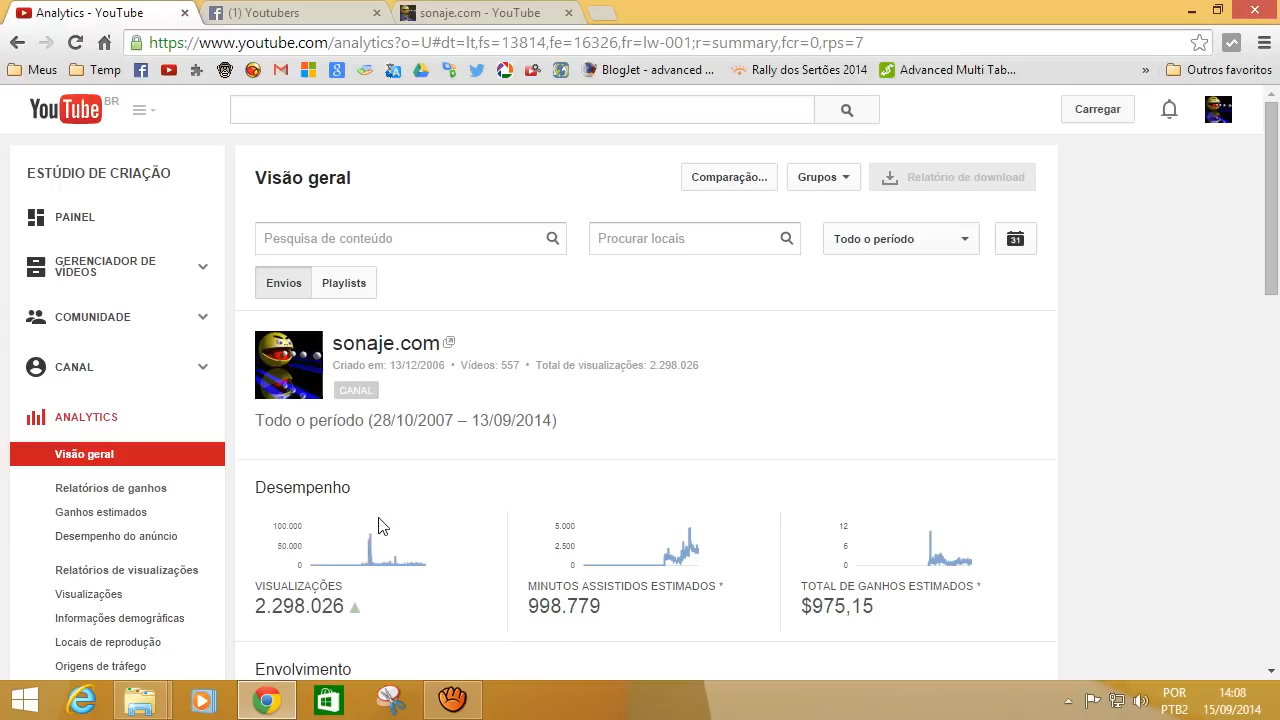 Analytics - YouTube
(1) Youtubers
sonaje.com - YouTube
https://www.youtube.com/analytics?o=U#dt=lt,fs=13814,fe=16326,fr=lw-001;r=summary,fcr=0,rps=7
Meus
Temp
BlogJet - advanced ...
Rally dos Sertões 2014
Advanced Multi Tab...
»
Outros favoritos
YouTube BR
Carregar
ESTÚDIO DE CRIAÇÃO
PAINEL
GERENCIADOR DE
VÍDEOS
COMUNIDADE
CANAL
ANALYTICS
Visão geral
Relatórios de ganhos
Ganhos estimados
Desempenho do anúncio
Relatórios de visualizações
Visualizações
Informações demográficas
Locais de reprodução
Origens de tráfego
Visão geral
Comparação...
Grupos
Relatório de download
Pesquisa de conteúdo
Procurar locais
Todo o período
31
Envios
Playlists
sonaje.com
Criado em: 13/12/2006 • Vídeos: 557 • Total de visualizações: 2.298.026
CANAL
Todo o período (28/10/2007 – 13/09/2014)
Desempenho
100.000
50.000
0
VISUALIZAÇÕES
2.298.026
5.000
2.500
0
MINUTOS ASSISTIDOS ESTIMADOS *
998.779
12
6
0
TOTAL DE GANHOS ESTIMADOS *
$975,15
Envolvimento
POR
PTB2
14:08
15/09/2014